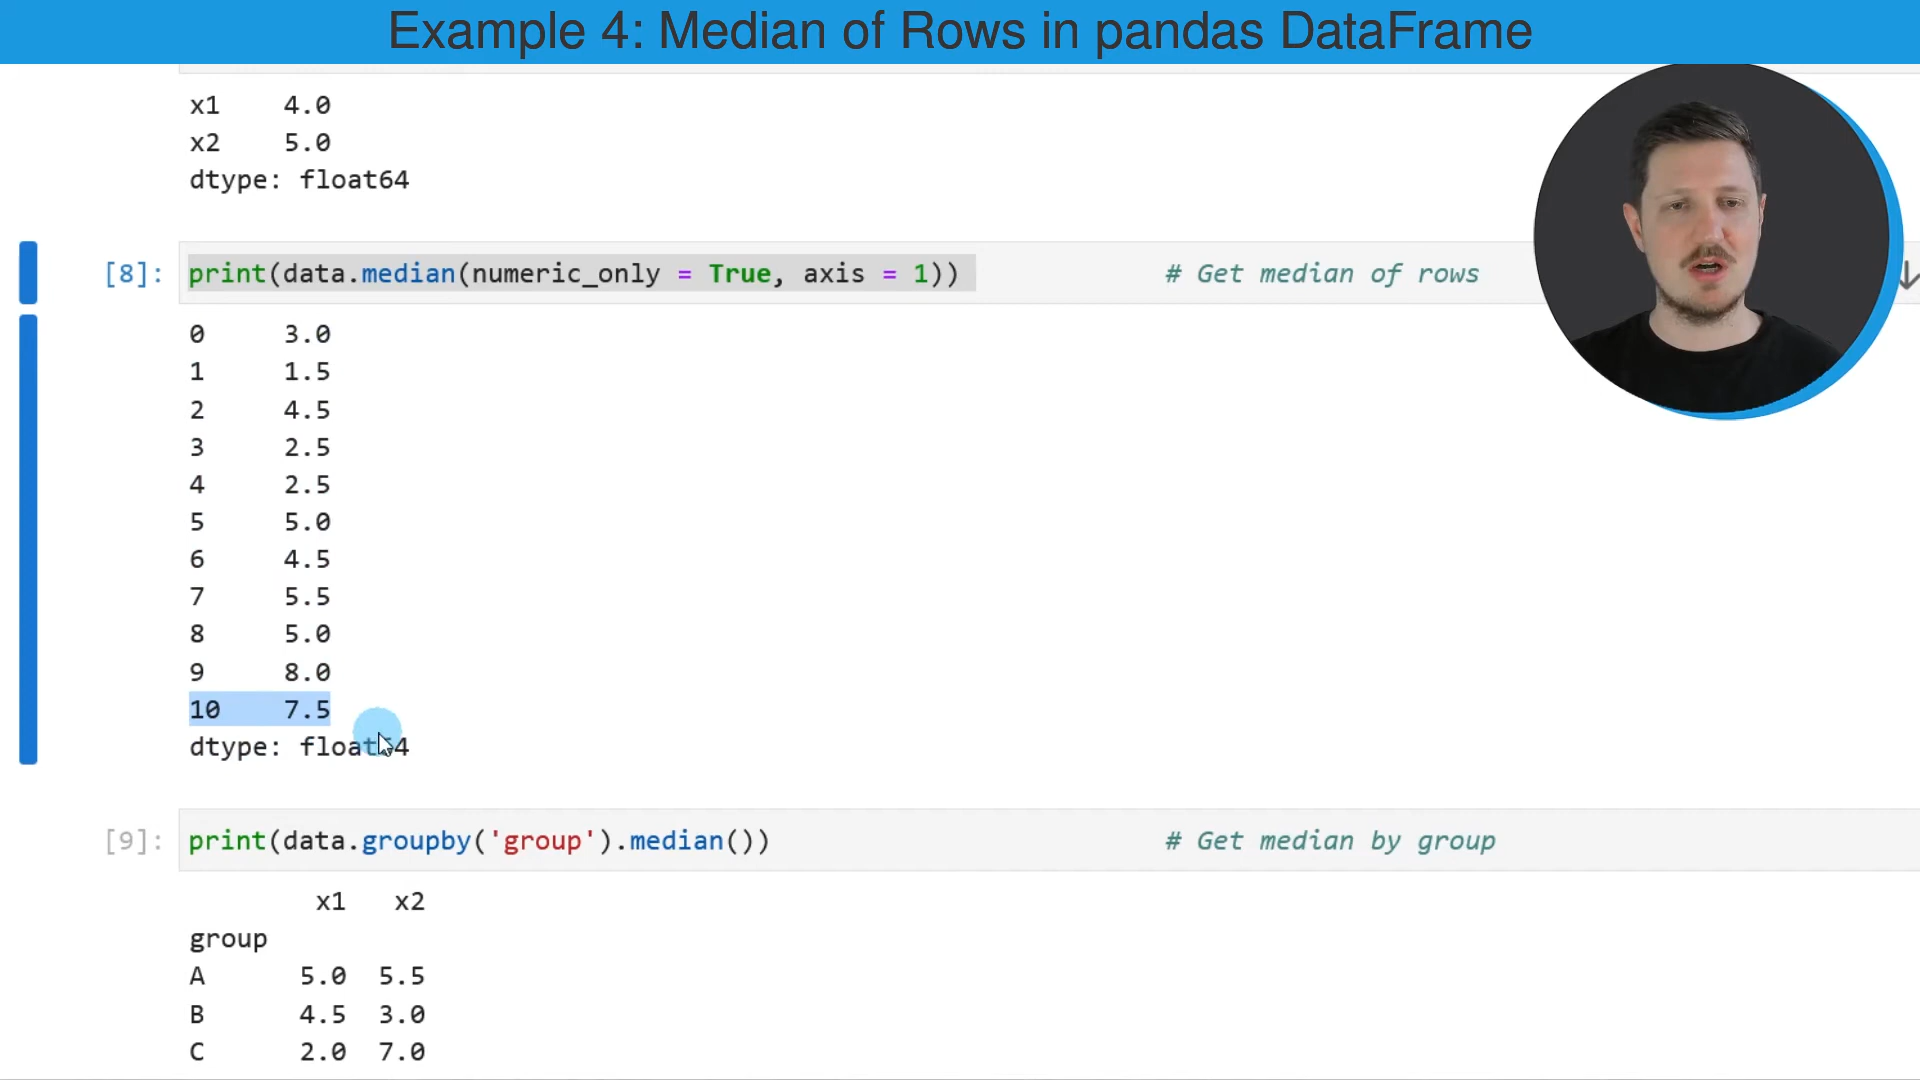 Example 4: Median of Rows in pandas DataFrame
x1 4.0
x2 5.0
dtype: float64
[8]: print(data.median(numeric_only = True, axis = 1)) # Get median of rows
0 3.0
1 1.5
2 4.5
3 2.5
4 2.5
5 5.0
6 4.5
7 5.5
8 5.0
9 8.0
10 7.5
dtype: float64
[9]: print(data.groupby('group').median()) # Get median by group
x1 x2
group
A 5.0 5.5
B 4.5 3.0
C 2.0 7.0